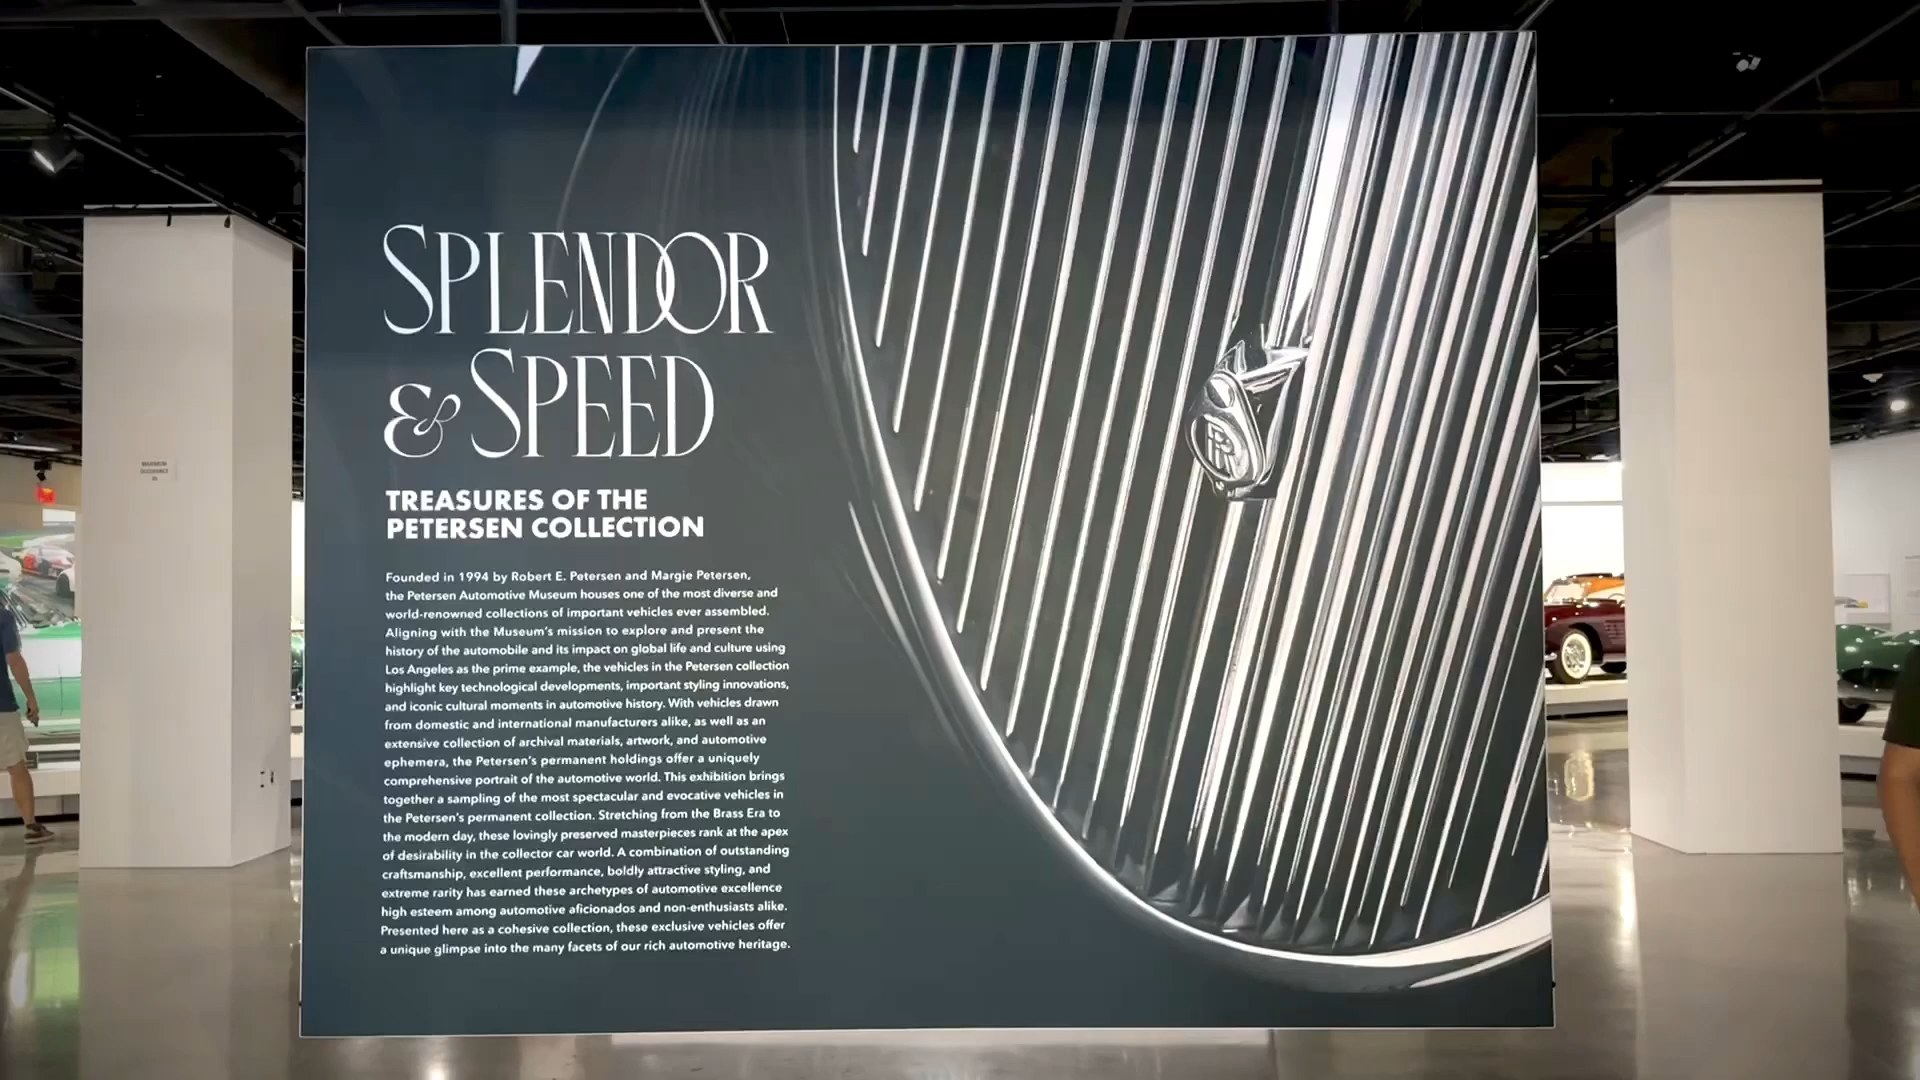 SPLENDOR
& SPEED
TREASURES OF THE
PETERSEN COLLECTION
Founded in 1994 by Robert E. Petersen and Margie Petersen,
the Petersen Automotive Museum houses one of the most diverse and
world-renowned collections of important vehicles ever assembled.
Aligning with the Museum's mission to explore and present the
history of the automobile and its impact on global life and culture using
Los Angeles as the prime example, the vehicles in the Petersen collection
highlight key technological developments, important styling innovations,
and iconic cultural moments in automotive history. With vehicles drawn
from domestic and international manufacturers alike, as well as an
extensive collection of archival materials, artwork, and automotive
ephemera, the Petersen's permanent holdings offer a uniquely
comprehensive portrait of the automotive world. This exhibition brings
together a sampling of the most spectacular and evocative vehicles in
the Petersen's permanent collection. Stretching from the Brass Era to
the modern day, these lovingly preserved masterpieces rank at the apex
of desirability in the collector car world. A combination of outstanding
craftsmanship, excellent performance, boldly attractive styling, and
extreme rarity has earned these archetypes of automotive excellence
high esteem among automotive aficionados and non-enthusiasts alike.
Presented here as a cohesive collection, these exclusive vehicles offer
a unique glimpse into the many facets of our rich automotive heritage.
RR